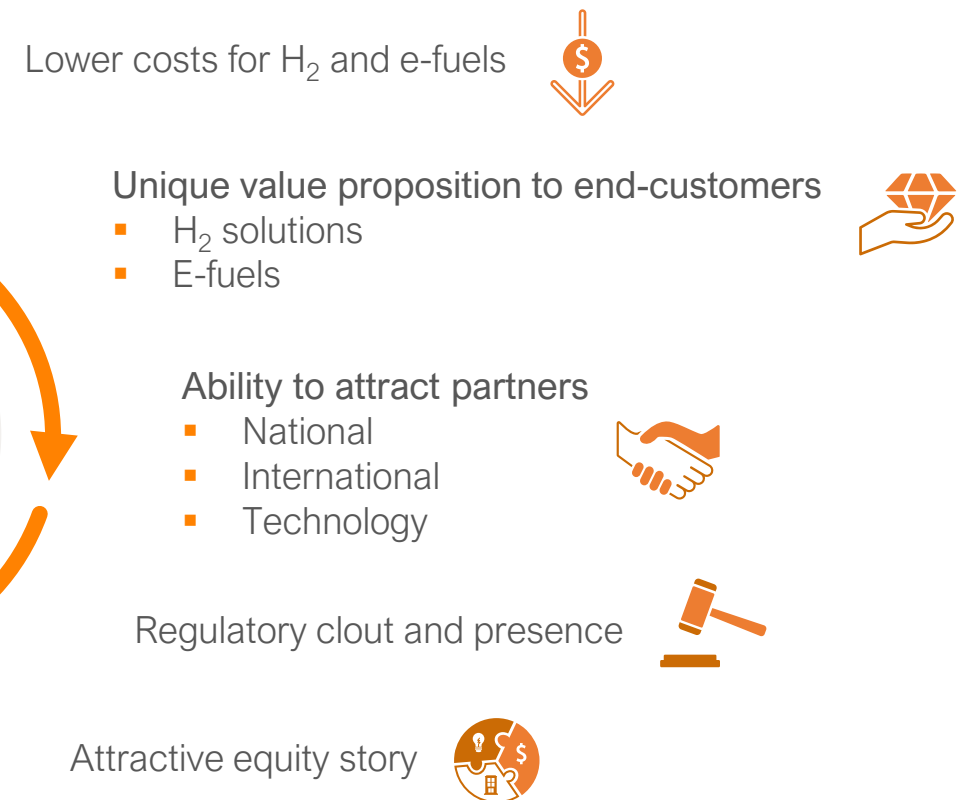 Lower costs for H₂ and e-fuels
$
Unique value proposition to end-customers
▪ H₂ solutions
▪ E-fuels
Ability to attract partners
▪ National
▪ International
▪ Technology
Regulatory clout and presence
Attractive equity story
$